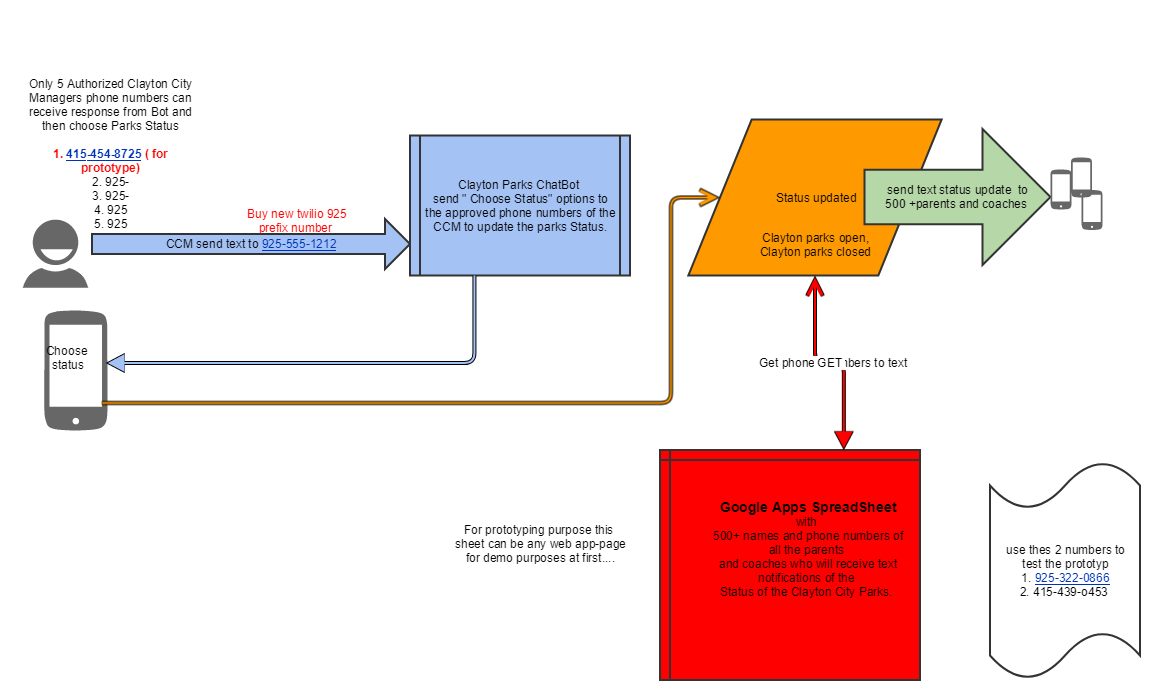 Only 5 Authorized Clayton City
Managers phone numbers can
receive response from Bot and
then choose Parks Status
1. 415-454-8725 ( for
prototype)
2. 925-
3. 925-
4. 925
5. 925
Buy new twilio 925
prefix number
CCM send text to 925-555-1212
Clayton Parks ChatBot
send " Choose Status" options to
the approved phone numbers of the
CCM to update the parks Status.
Status updated
Clayton parks open,
Clayton parks closed
send text status update to
500 +parents and coaches
Choose
status
Get phone GET bers to text
Google Apps SpreadSheet
with
500+ names and phone numbers of
all the parents
and coaches who will receive text
notifications of the
Status of the Clayton City Parks.
For prototyping purpose this
sheet can be any web app-page
for demo purposes at first....
use thes 2 numbers to
test the prototyp
1. 925-322-0866
2. 415-439-o453